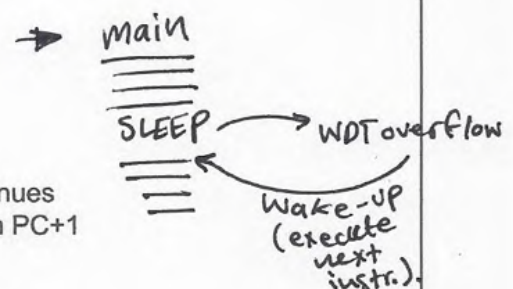 main
SLEEP
WDT overflow
nues
PC+1
Wake-up
(execute
next
instr.).